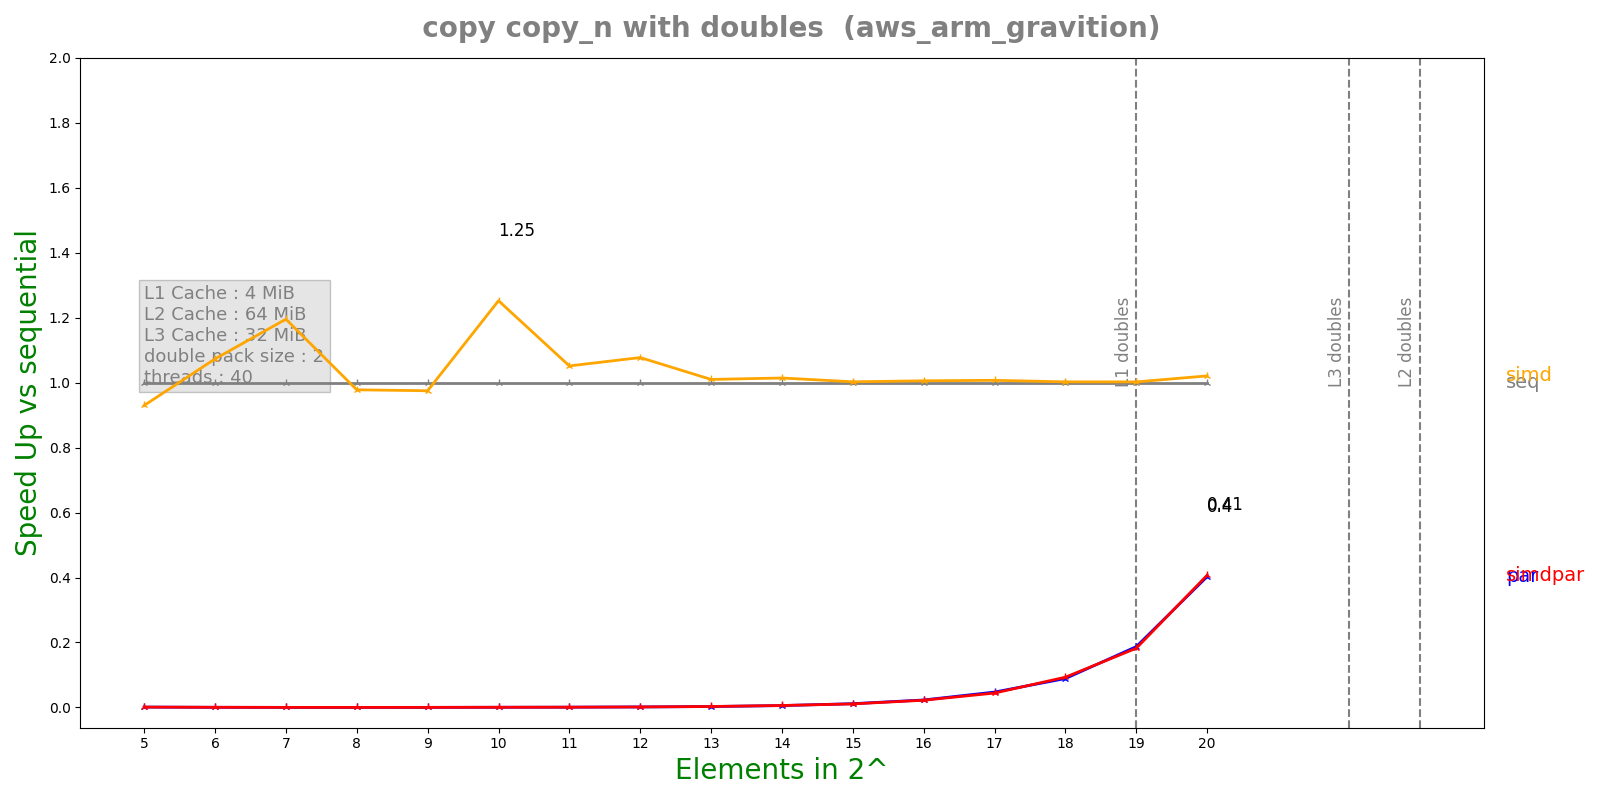 copy copy_n with doubles  (aws_arm_gravition)
Speed Up vs sequential
2.0
1.8
1.6
1.4
1.2
1.0
0.8
0.6
0.4
0.2
0.0
L1 Cache : 4 MiB
L2 Cache : 64 MiB
L3 Cache : 32 MiB
double pack size : 2
threads : 40
1.25
0.41
0.4
L1 doubles
L3 doubles
L2 doubles
simd
seq
simdpar
par
5 6 7 8 9 10 11 12 13 14 15 16 17 18 19 20
Elements in 2^